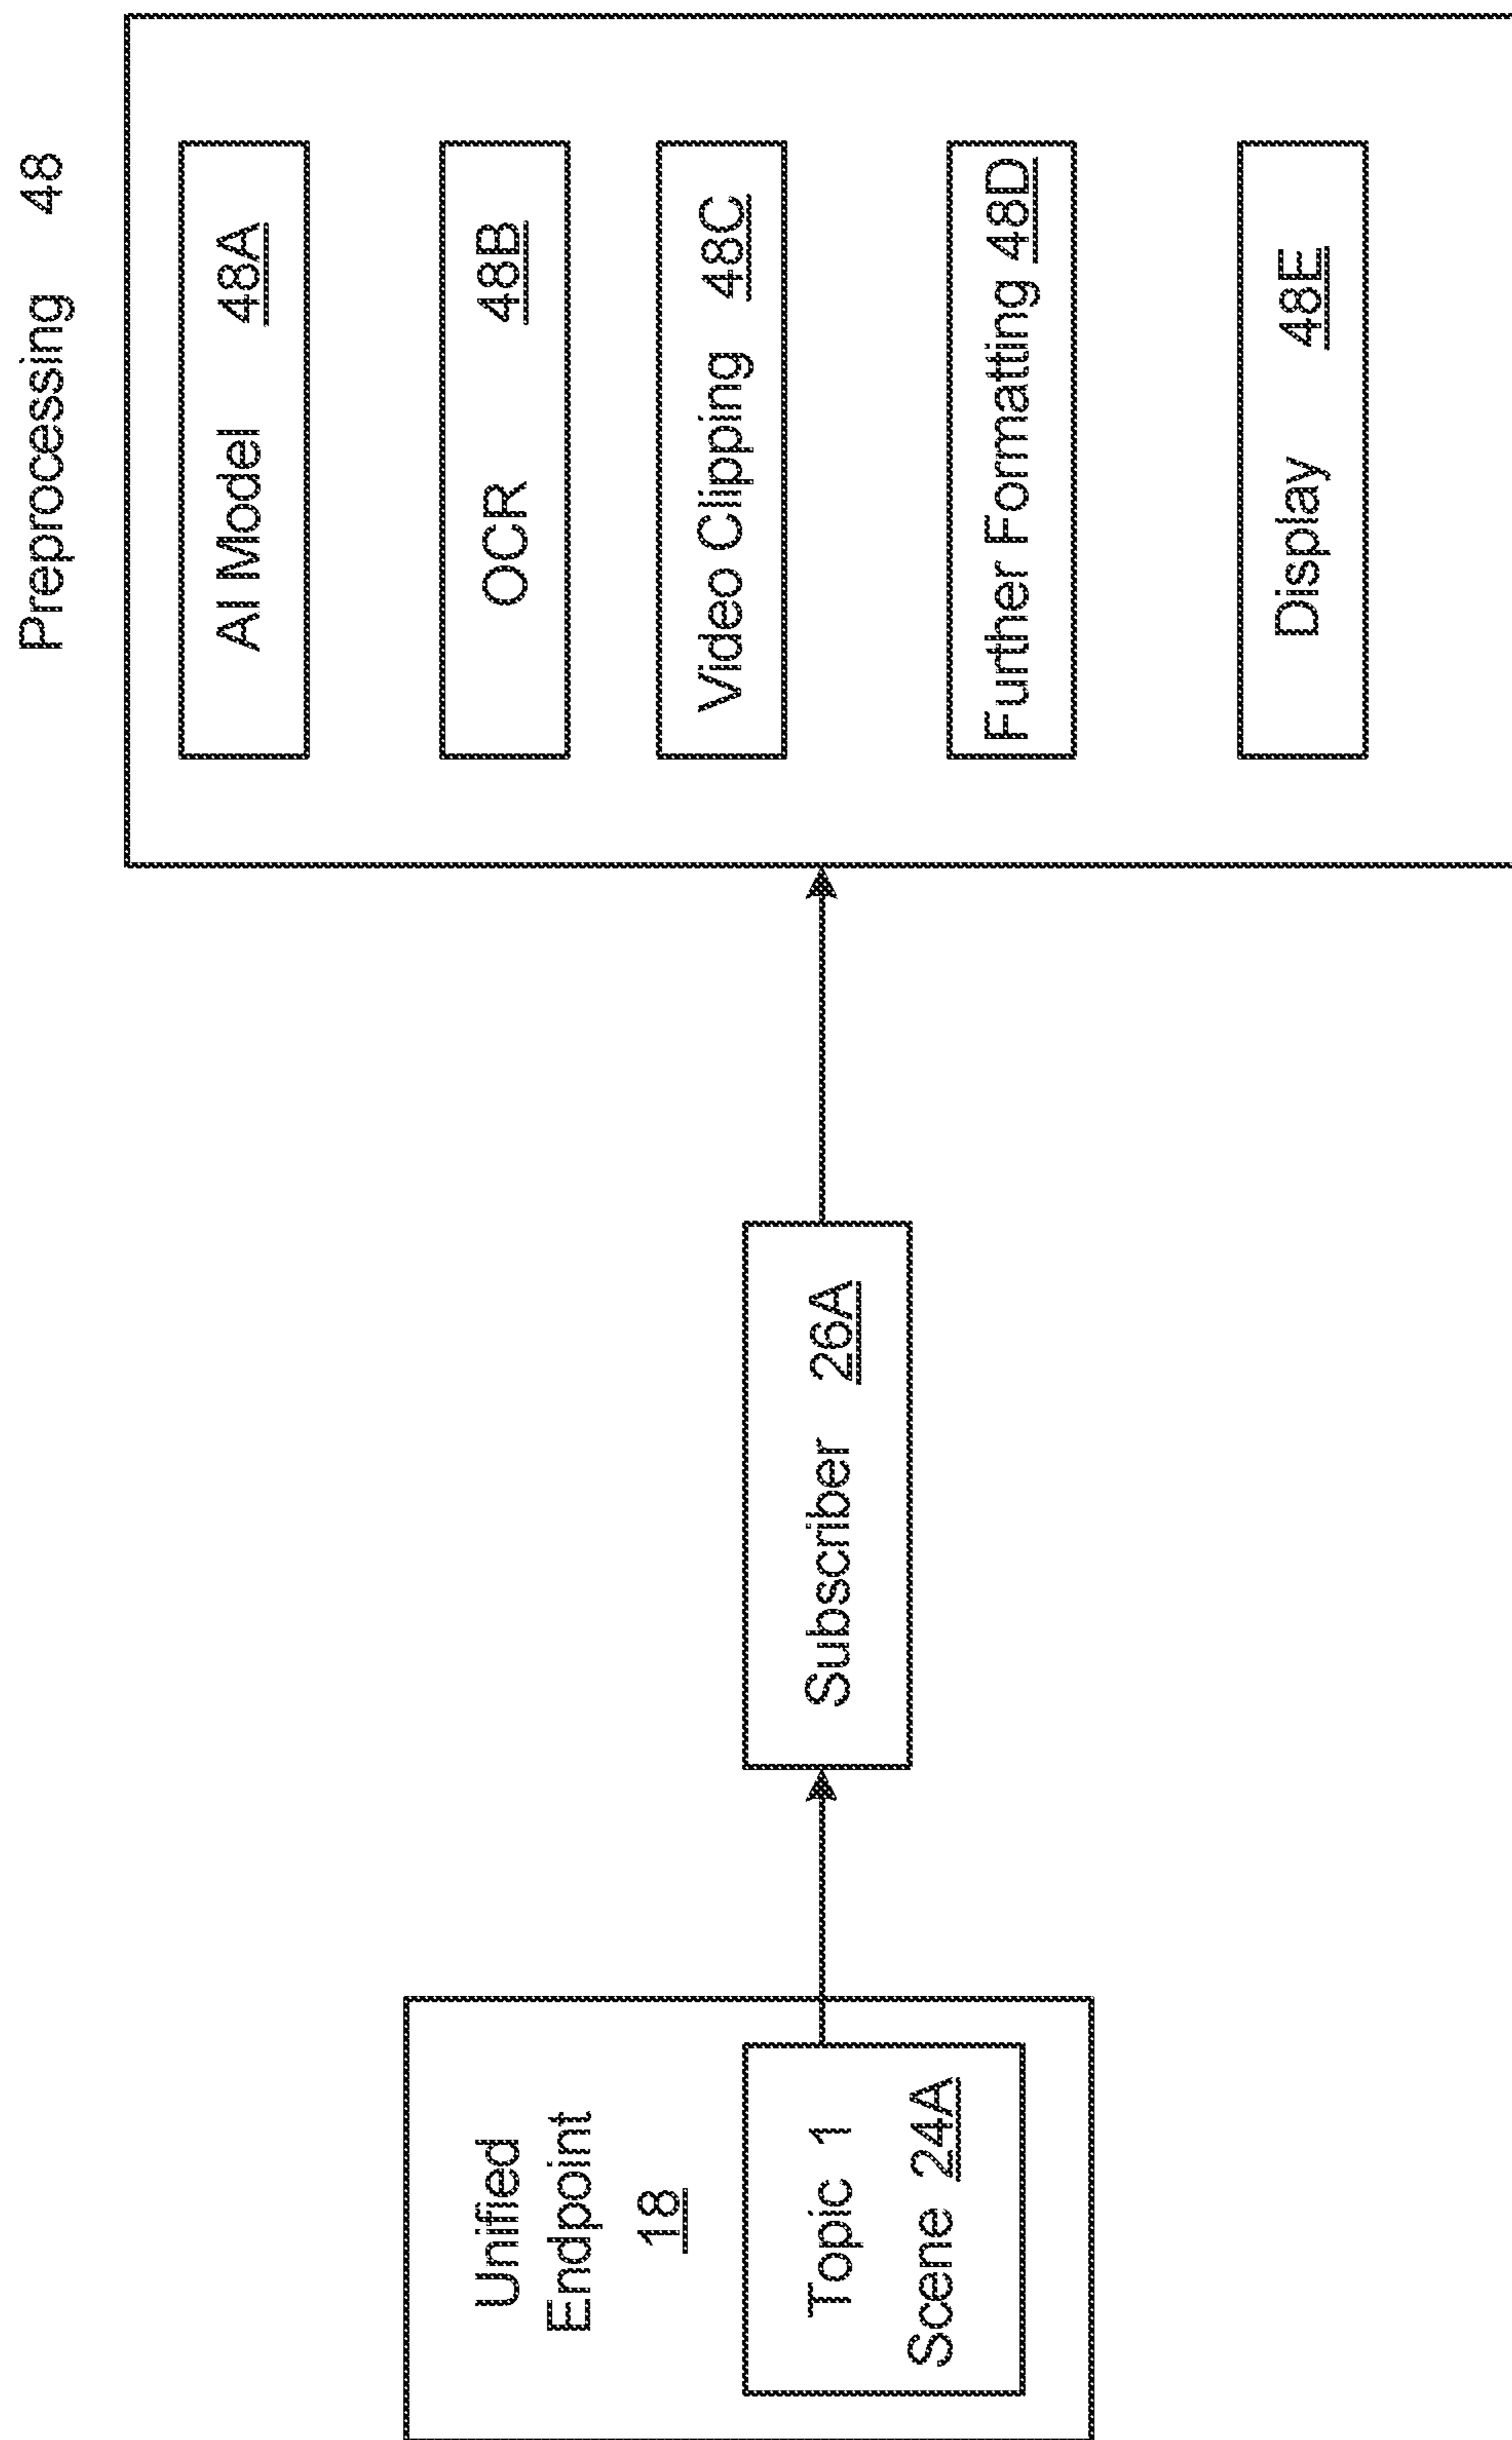 Unified
Endpoint
18
Topic 1
Scene 24A
Subscriber 26A
Preprocessing 48
AI Model 48A
OCR 48B
Video Clipping 48C
Further Formatting 48D
Display 48E